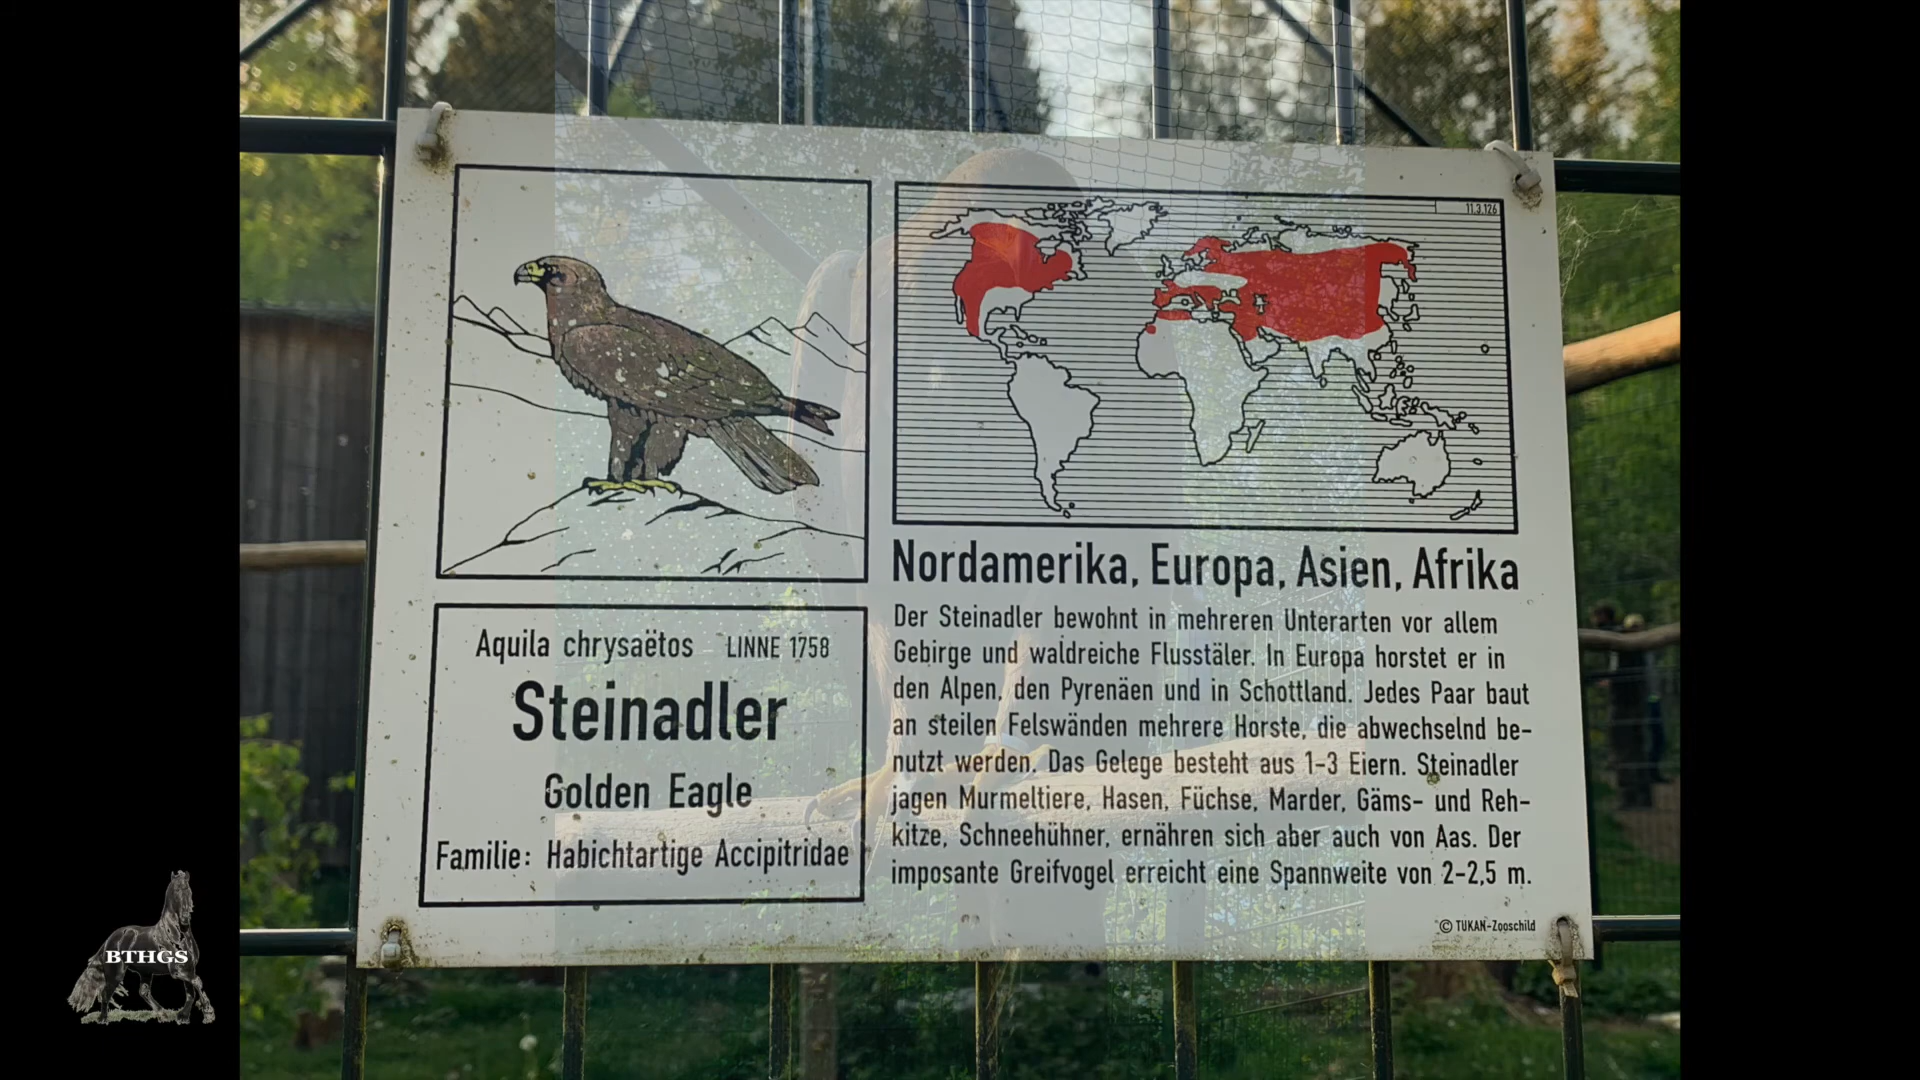 11.3.126
Nordamerika, Europa, Asien, Afrika
Der Steinadler bewohnt in mehreren Unterarten vor allem
Gebirge und waldreiche Flusstäler. In Europa horstet er in
den Alpen, den Pyrenäen und in Schottland. Jedes Paar baut
an steilen Felswänden mehrere Horste, die abwechselnd be-
nutzt werden. Das Gelege besteht aus 1-3 Eiern. Steinadler
jagen Murmeltiere, Hasen, Füchse, Marder, Gäms- und Reh-
kitze, Schneehühner, ernähren sich aber auch von Aas. Der
imposante Greifvogel erreicht eine Spannweite von 2-2,5 m.
© TUKAN-Zooschild
Aquila chrysaëtos LINNE 1758
Steinadler
Golden Eagle
Familie: Habichtartige Accipitridae
BTHGS